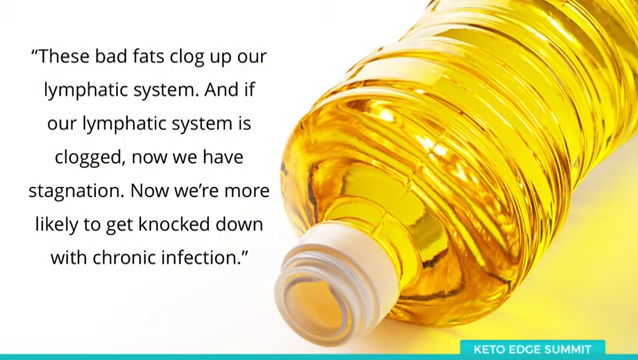 “These bad fats clog up our
lymphatic system. And if
our lymphatic system is
clogged, now we have
stagnation. Now we’re more
likely to get knocked down
with chronic infection.”
KETO EDGE SUMMIT